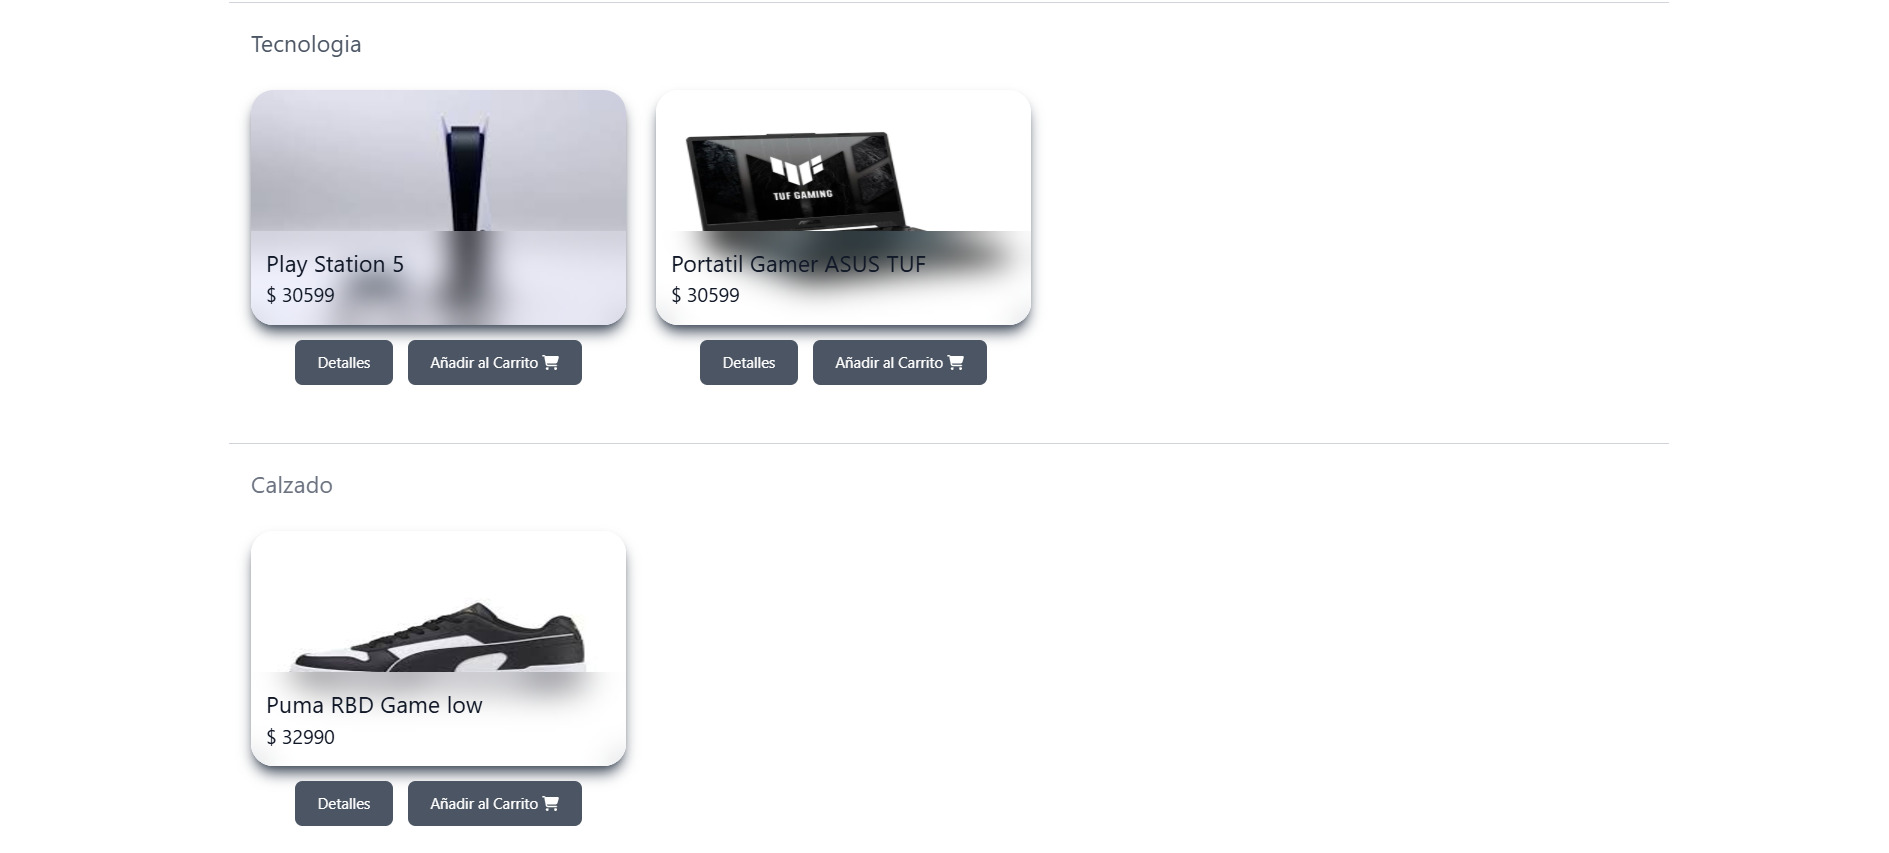 Tecnologia
TUF GAMING
Play Station 5
$ 30599
Portatil Gamer ASUS TUF
$ 30599
Detalles
Añadir al Carrito
Detalles
Añadir al Carrito
Calzado
Puma RBD Game low
$ 32990
Detalles
Añadir al Carrito